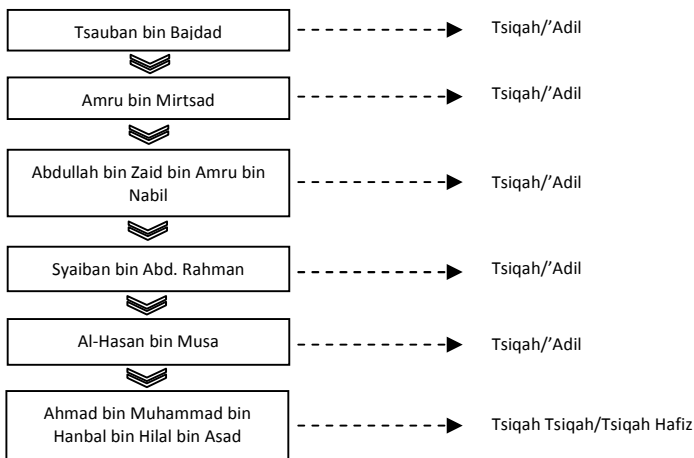 Tsauban bin Bajdad
Tsiqah/'Adil
Amru bin Mirtsad
Tsiqah/'Adil
Abdullah bin Zaid bin Amru bin
Nabil
Tsiqah/'Adil
Syaiban bin Abd. Rahman
Tsiqah/'Adil
Al-Hasan bin Musa
Tsiqah/'Adil
Ahmad bin Muhammad bin
Hanbal bin Hilal bin Asad
Tsiqah Tsiqah/Tsiqah Hafiz